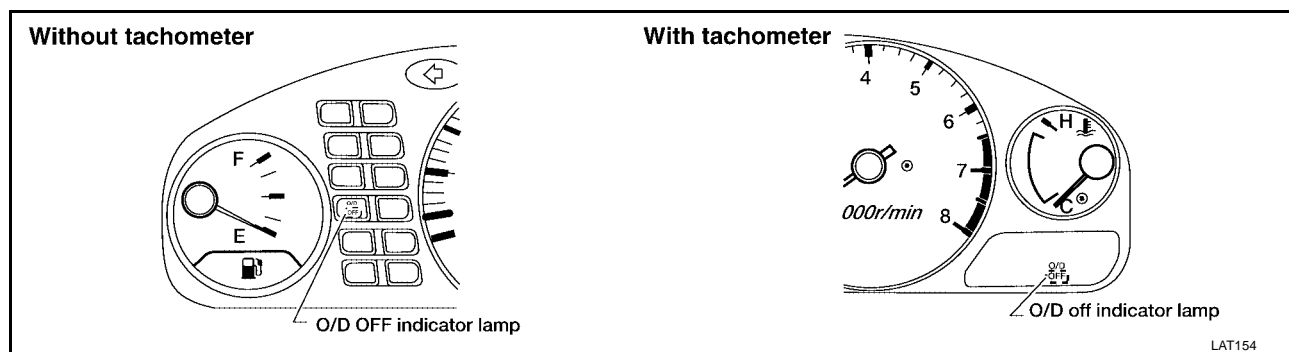 Without tachometer
F
E
O/D
OFF
O/D OFF indicator lamp
With tachometer
4
5
6
7
8
000r/min
H
C
O/D
OFF
O/D off indicator lamp
LAT154